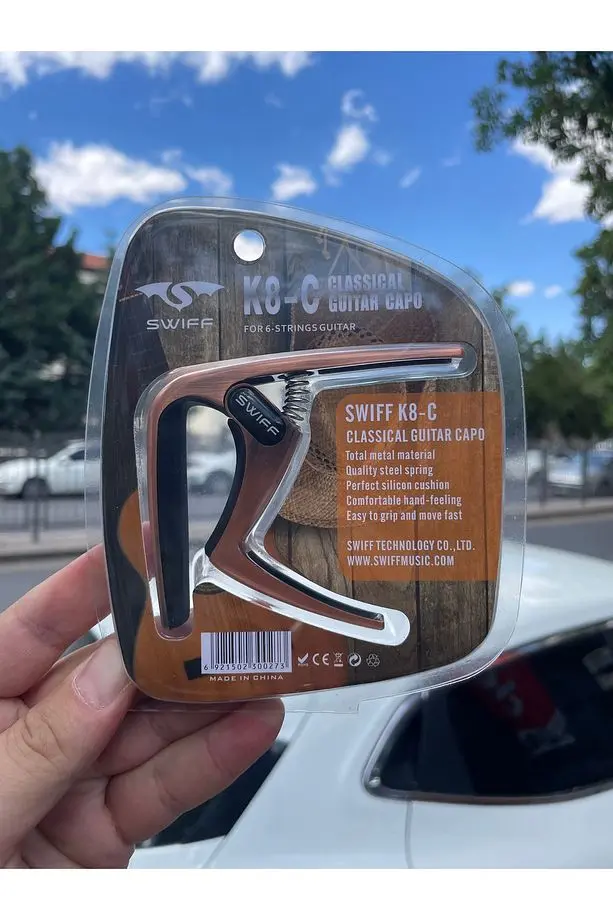 SWIFF
K8-C CLASSICAL
GUITAR CAPO
FOR 6-STRINGS GUITAR
SWIFF
SWIFF K8-C
CLASSICAL GUITAR CAPO
Total metal material
Quality steel spring
Perfect silicon cushion
Comfortable hand-feeling
Easy to grip and move fast
SWIFF TECHNOLOGY CO.,LTD.
WWW.SWIFFMUSIC.COM
6 921502 300273
CE
MADE IN CHINA